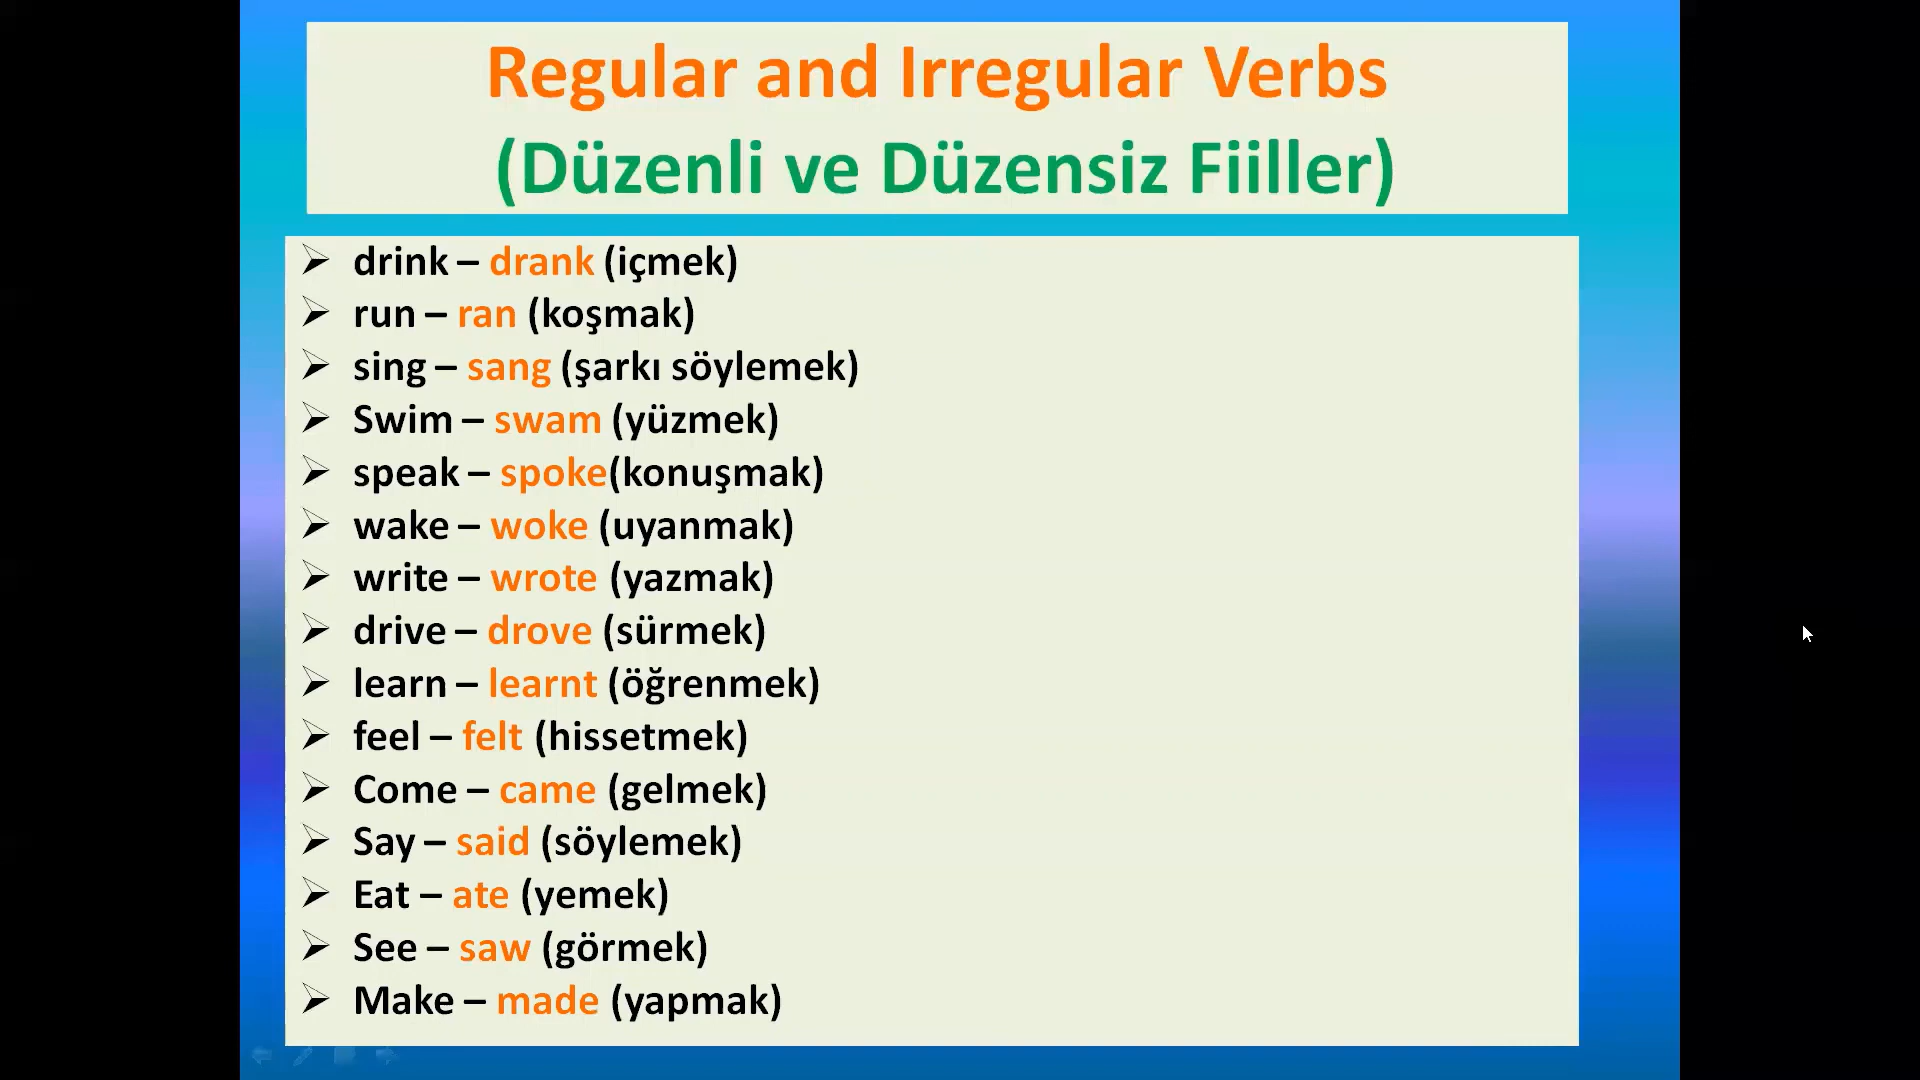 Regular and Irregular Verbs
(Düzenli ve Düzensiz Fiiller)
➢ drink – drank (içmek)
➢ run – ran (koşmak)
➢ sing – sang (şarkı söylemek)
➢ Swim – swam (yüzmek)
➢ speak – spoke(konuşmak)
➢ wake – woke (uyanmak)
➢ write – wrote (yazmak)
➢ drive – drove (sürmek)
➢ learn – learnt (öğrenmek)
➢ feel – felt (hissetmek)
➢ Come – came (gelmek)
➢ Say – said (söylemek)
➢ Eat – ate (yemek)
➢ See – saw (görmek)
➢ Make – made (yapmak)